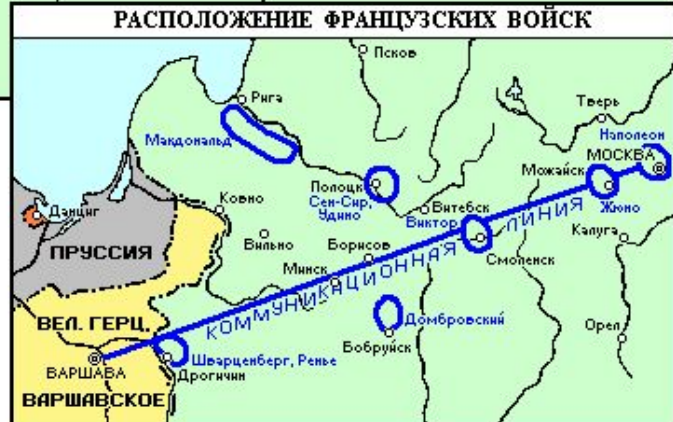 РАСПОЛОЖЕНИЕ ФРАНЦУЗСКИХ ВОЙСК
Псков
Рига
Тверь
Макдональд
Наполеон
МОСКВА
Можайск
Полоцк
Сен-Сир,
Удино
Жюно
Данциг
Ковно
Витебск
Виктор
Калуга
Вильно
Борисов
Смоленск
ПРУССИЯ
Минск
КОММУНИКАЦИОННАЯ ЛИНИЯ
Домбровский
ВЕЛ. ГЕРЦ.
Орел
Бобруйск
Шварценберг, Ренье
ВАРШАВА
Дрогичин
ВАРШАВСКОЕ